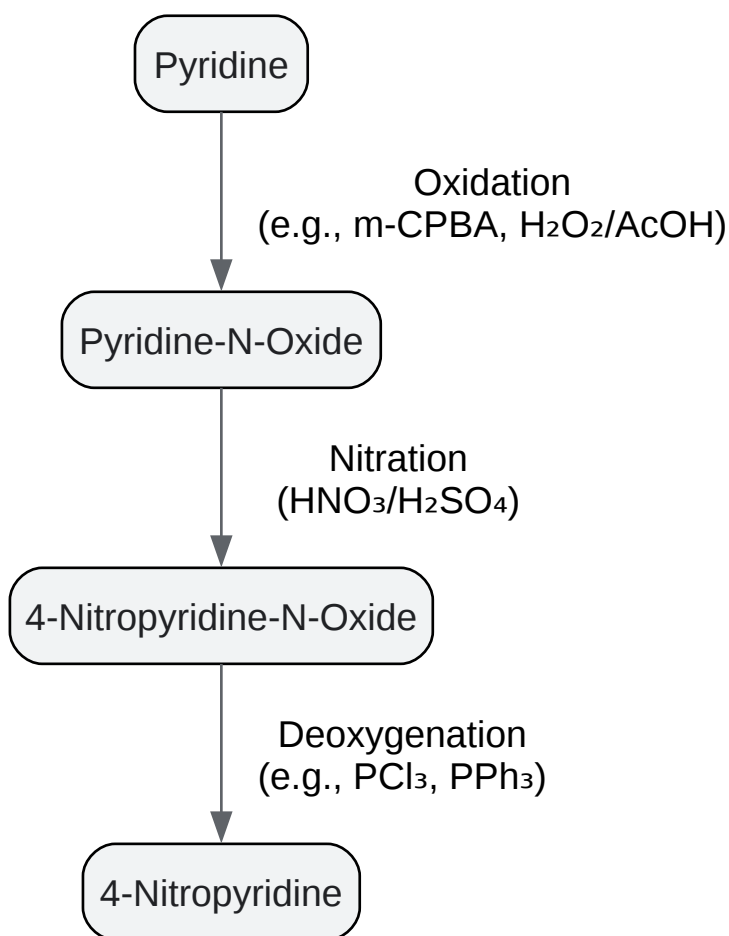 Pyridine
Oxidation
(e.g., m-CPBA, H₂O₂/AcOH)
Pyridine-N-Oxide
Nitration
(HNO₃/H₂SO₄)
4-Nitropyridine-N-Oxide
Deoxygenation
(e.g., PCl₃, PPh₃)
4-Nitropyridine